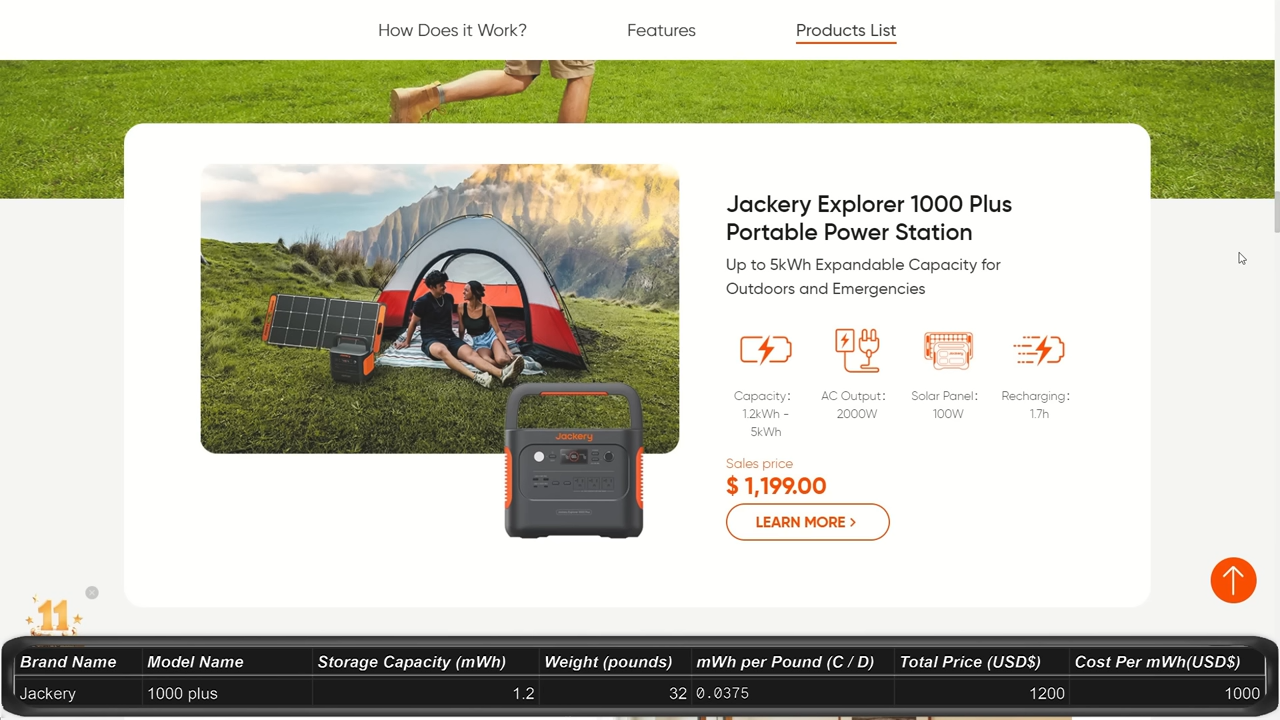 How Does it Work?
Features
Products List
Jackery Explorer 1000 Plus
Portable Power Station
Up to 5kWh Expandable Capacity for
Outdoors and Emergencies
Capacity:
1.2kWh -
5kWh
AC Output:
2000W
Solar Panel:
100W
Recharging:
1.7h
Jackery
Sales price
$ 1,199.00
LEARN MORE >
11
Brand Name Model Name Storage Capacity (mWh) Weight (pounds) mWh per Pound (C / D) Total Price (USD$) Cost Per mWh(USD$)
Jackery 1000 plus 1.2 32 0.0375 1200 1000